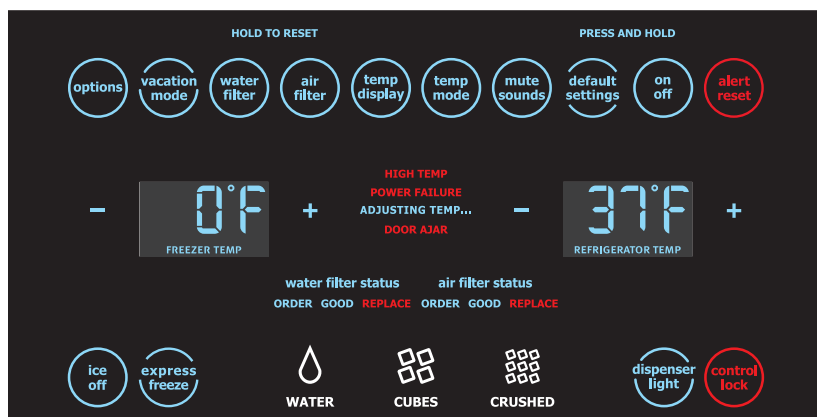 HOLD TO RESET
PRESS AND HOLD
options
vacation
mode
water
filter
air
filter
temp
display
temp
mode
mute
sounds
default
settings
on
off
alert
reset
HIGH TEMP
POWER FAILURE
ADJUSTING TEMP...
DOOR AJAR
−
0°F
FREEZER TEMP
+
−
37°F
REFRIGERATOR TEMP
+
water filter status
ORDER GOOD REPLACE
air filter status
ORDER GOOD REPLACE
ice
off
express
freeze
WATER
CUBES
CRUSHED
dispenser
light
control
lock